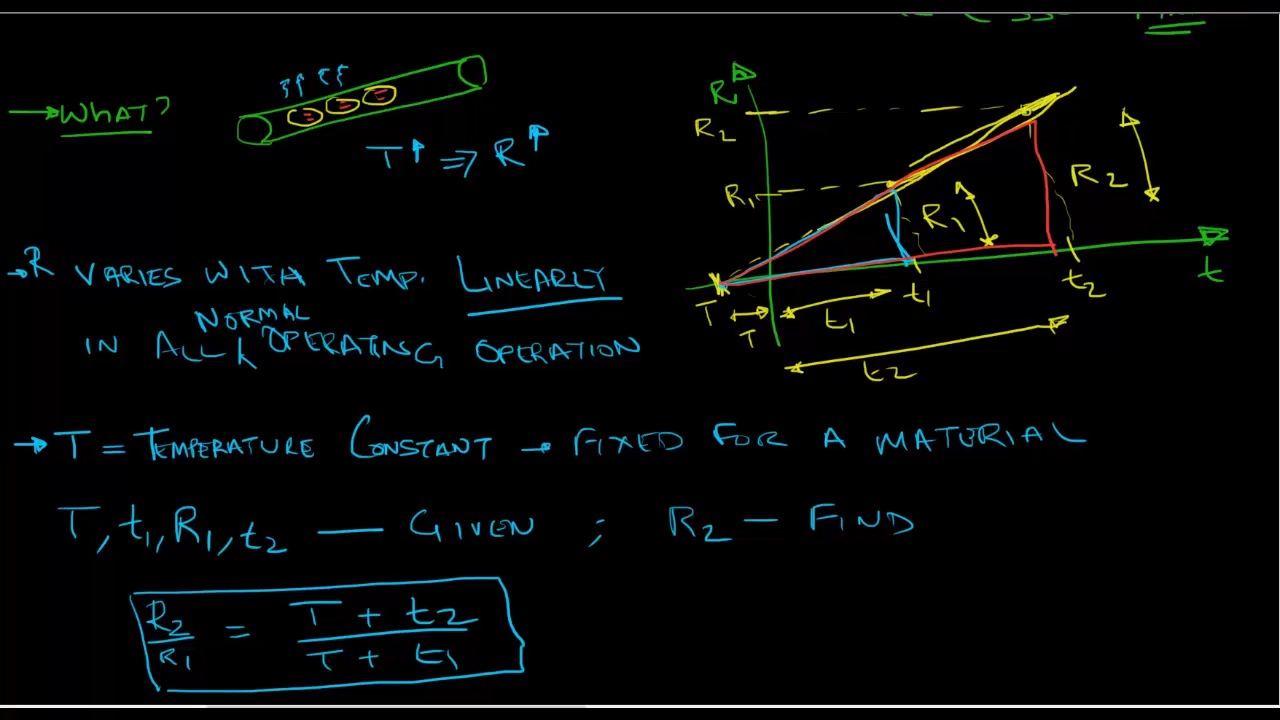 WHAT?
T↑ ⇒ R↑
R VARIES WITH TEMP. LINEARLY
IN ALL NORMAL OPERATING OPERATION
R
R2
R1
R1
R2
T
T
t1
t1
t2
t2
t
T = TEMPERATURE CONSTANT → FIXED FOR A MATERIAL
T, t1, R1, t2 — GIVEN ; R2 — FIND
R2/R1 = (T + t2)/(T + t1)